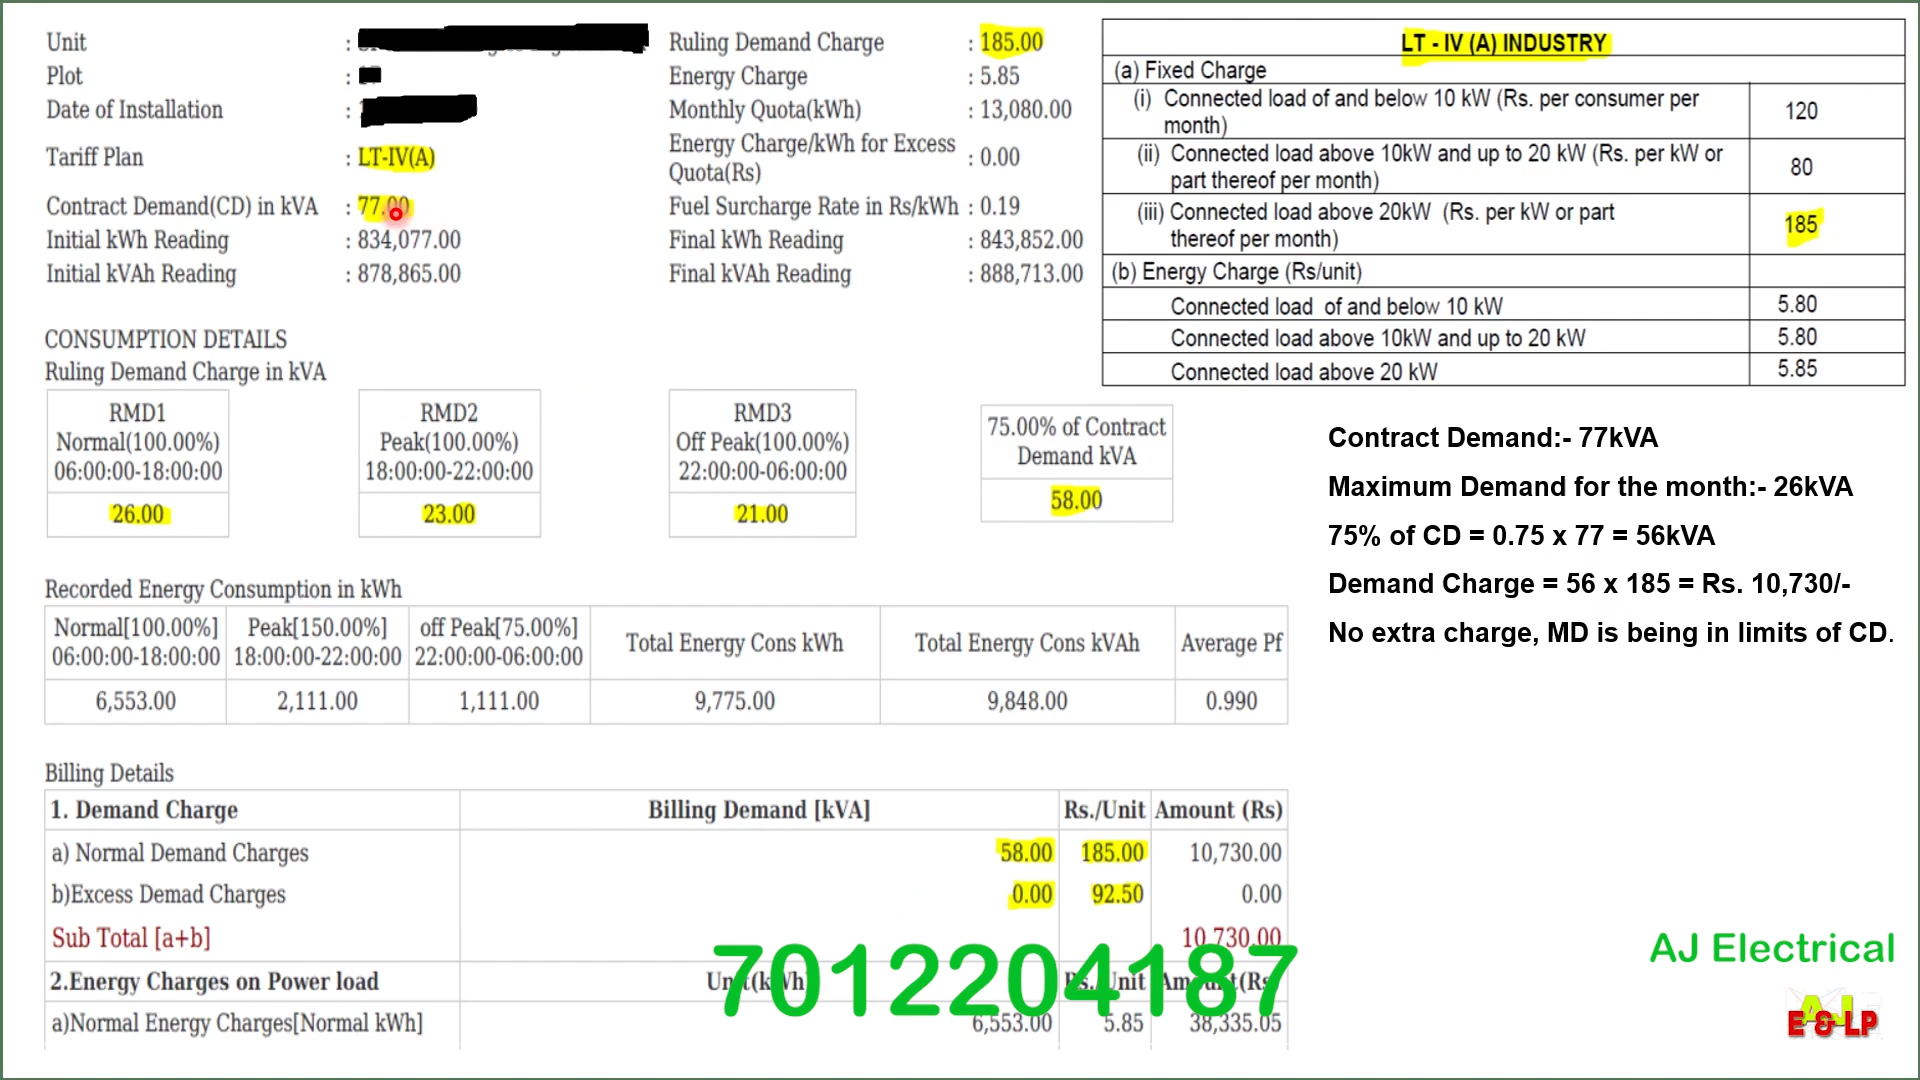 Unit :
Ruling Demand Charge : 185.00
Plot :
Energy Charge : 5.85
Date of Installation :
Monthly Quota(kWh) : 13,080.00
Tariff Plan : LT-IV(A)
Energy Charge/kWh for Excess
Quota(Rs) : 0.00
Contract Demand(CD) in kVA : 77.00
Fuel Surcharge Rate in Rs/kWh : 0.19
Initial kWh Reading : 834,077.00
Final kWh Reading : 843,852.00
Initial kVAh Reading : 878,865.00
Final kVAh Reading : 888,713.00
LT - IV (A) INDUSTRY
(a) Fixed Charge
(i) Connected load of and below 10 kW (Rs. per consumer per
month) 120
(ii) Connected load above 10kW and up to 20 kW (Rs. per kW or
part thereof per month) 80
(iii) Connected load above 20kW (Rs. per kW or part
thereof per month) 185
(b) Energy Charge (Rs/unit)
Connected load of and below 10 kW 5.80
Connected load above 10kW and up to 20 kW 5.80
Connected load above 20 kW 5.85
CONSUMPTION DETAILS
Ruling Demand Charge in kVA
RMD1
Normal(100.00%)
06:00:00-18:00:00
26.00
RMD2
Peak(100.00%)
18:00:00-22:00:00
23.00
RMD3
Off Peak(100.00%)
22:00:00-06:00:00
21.00
75.00% of Contract
Demand kVA
58.00
Contract Demand:- 77kVA
Maximum Demand for the month:- 26kVA
75% of CD = 0.75 x 77 = 56kVA
Demand Charge = 56 x 185 = Rs. 10,730/-
No extra charge, MD is being in limits of CD.
Recorded Energy Consumption in kWh
Normal[100.00%] Peak[150.00%] off Peak[75.00%] Total Energy Cons kWh Total Energy Cons kVAh Average Pf
06:00:00-18:00:00 18:00:00-22:00:00 22:00:00-06:00:00
6,553.00 2,111.00 1,111.00 9,775.00 9,848.00 0.990
Billing Details
1. Demand Charge Billing Demand [kVA] Rs./Unit Amount (Rs)
a) Normal Demand Charges 58.00 185.00 10,730.00
b)Excess Demad Charges 0.00 92.50 0.00
Sub Total [a+b] 10,730.00
2.Energy Charges on Power load
7012204187
a)Normal Energy Charges[Normal kWh] 6,553.00 5.85 38,335.05
AJ Electrical
AJ
E & LP